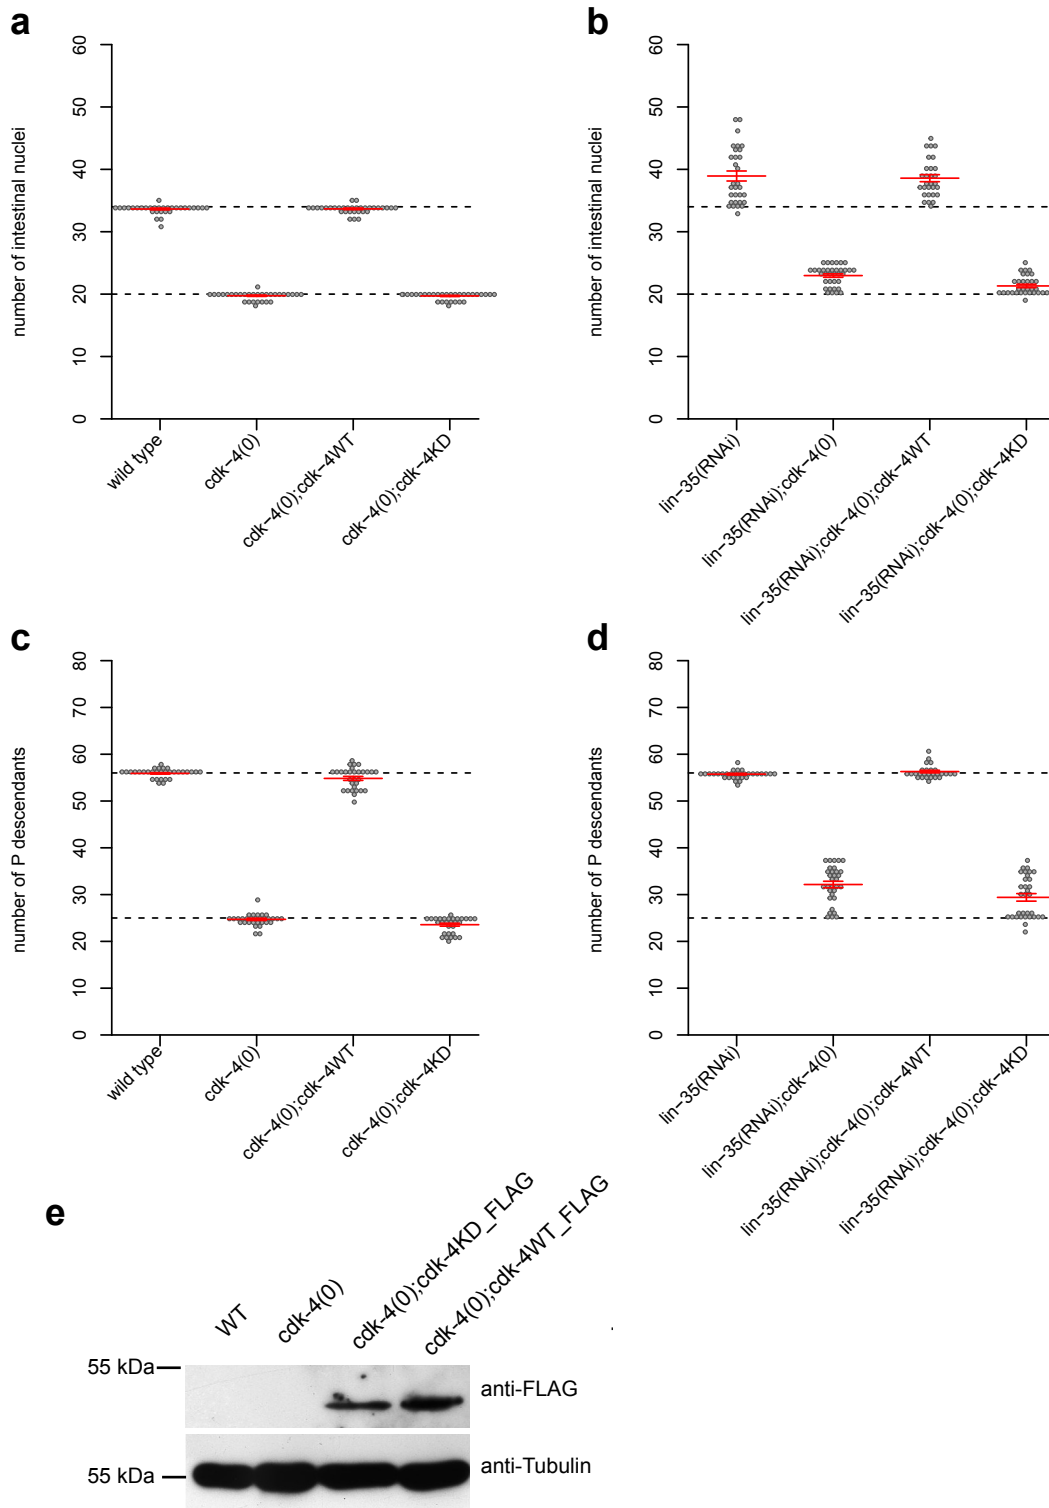 a
number of intestinal nuclei
60
50
40
30
20
10
0
wild type
cdk−4(0)
cdk−4(0);cdk−4WT
cdk−4(0);cdk−4KD
b
number of intestinal nuclei
60
50
40
30
20
10
0
lin−35(RNAi)
lin−35(RNAi);cdk−4(0)
lin−35(RNAi);cdk−4(0);cdk−4WT
lin−35(RNAi);cdk−4(0);cdk−4KD
c
number of P descendants
80
70
60
50
40
30
20
10
0
wild type
cdk−4(0)
cdk−4(0);cdk−4WT
cdk−4(0);cdk−4KD
d
number of P descendants
80
70
60
50
40
30
20
10
0
lin−35(RNAi)
lin−35(RNAi);cdk−4(0)
lin−35(RNAi);cdk−4(0);cdk−4WT
lin−35(RNAi);cdk−4(0);cdk−4KD
e
WT
cdk-4(0)
cdk-4(0);cdk-4KD_FLAG
cdk-4(0);cdk-4WT_FLAG
55 kDa
anti-FLAG
55 kDa
anti-Tubulin